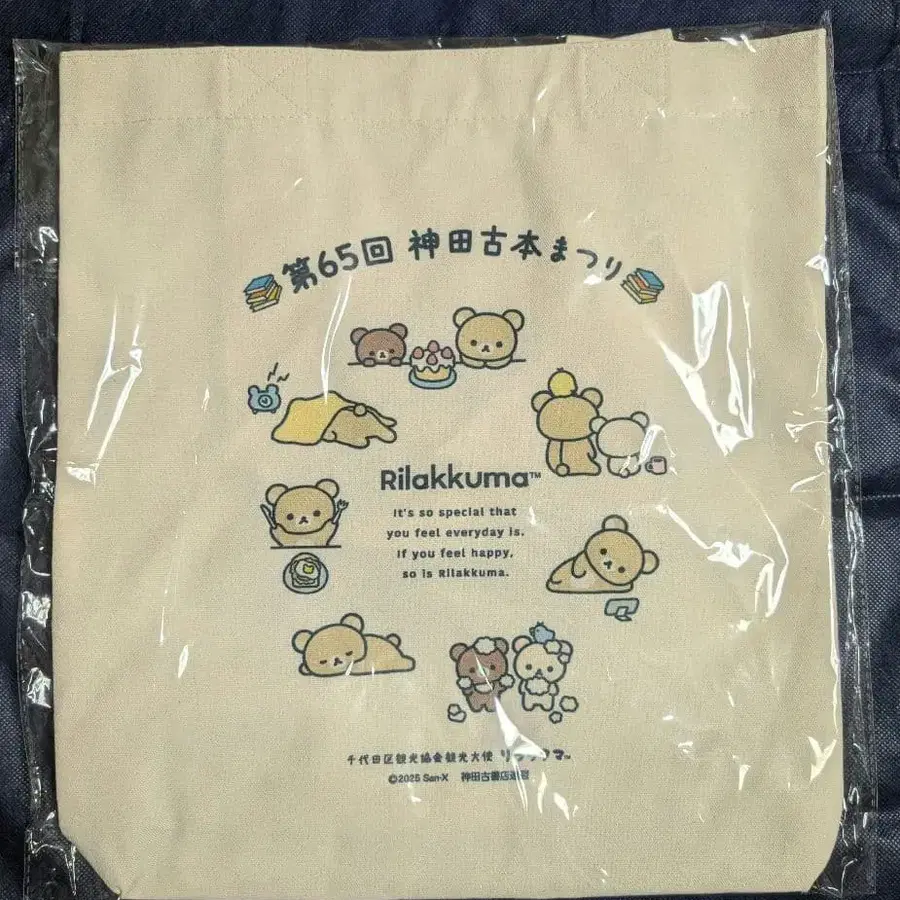 第65回 神田古本まつり
Rilakkuma™
It's so special that
you feel everyday is.
If you feel happy,
so is Rilakkuma.
千代田区観光協会観光大使 リラックマ™
©2025 San-X 神田古書店連盟